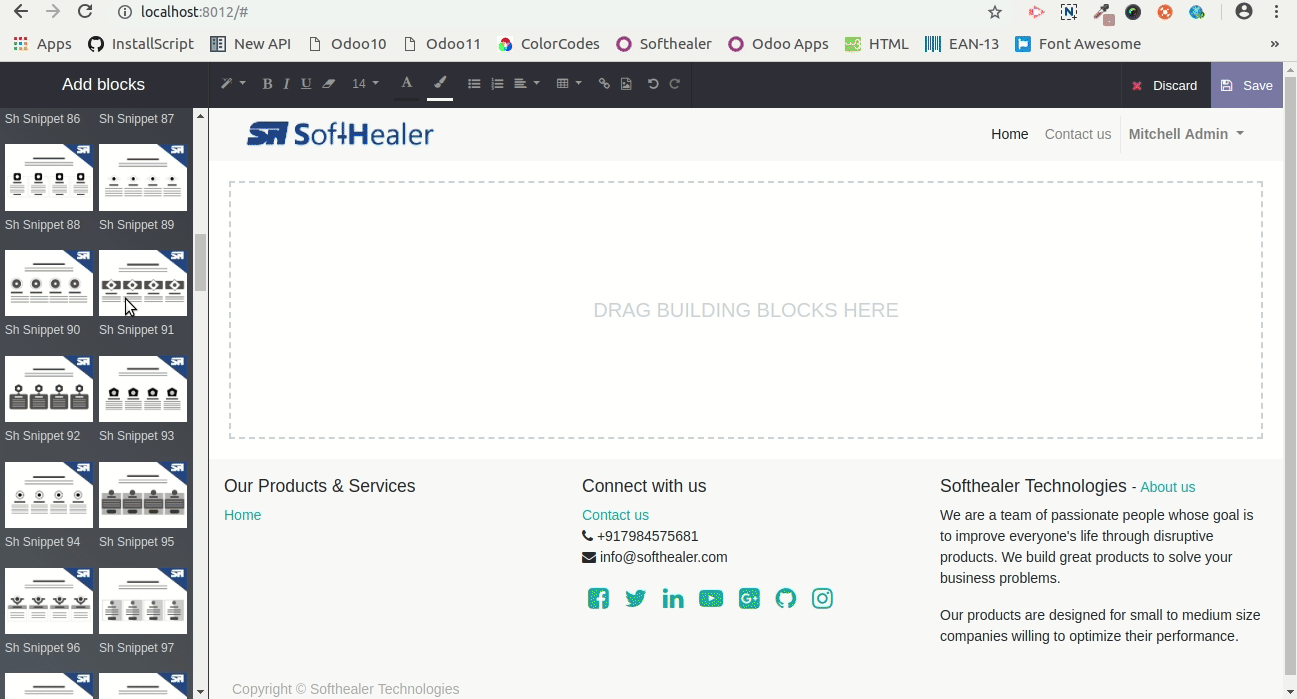 localhost:8012/#
Apps InstallScript New API Odoo10 Odoo11 ColorCodes Softhealer Odoo Apps HTML EAN-13 Font Awesome »
Add blocks B I U 14 A Discard Save
Sh Snippet 86 Sh Snippet 87
Sh Snippet 88 Sh Snippet 89
Sh Snippet 90 Sh Snippet 91
Sh Snippet 92 Sh Snippet 93
Sh Snippet 94 Sh Snippet 95
Sh Snippet 96 Sh Snippet 97
SoftHealer Home Contact us Mitchell Admin
DRAG BUILDING BLOCKS HERE
Our Products & Services
Home
Connect with us
Contact us
+917984575681
info@softhealer.com
Softhealer Technologies - About us
We are a team of passionate people whose goal is
to improve everyone's life through disruptive
products. We build great products to solve your
business problems.
Our products are designed for small to medium size
companies willing to optimize their performance.
Copyright © Softhealer Technologies